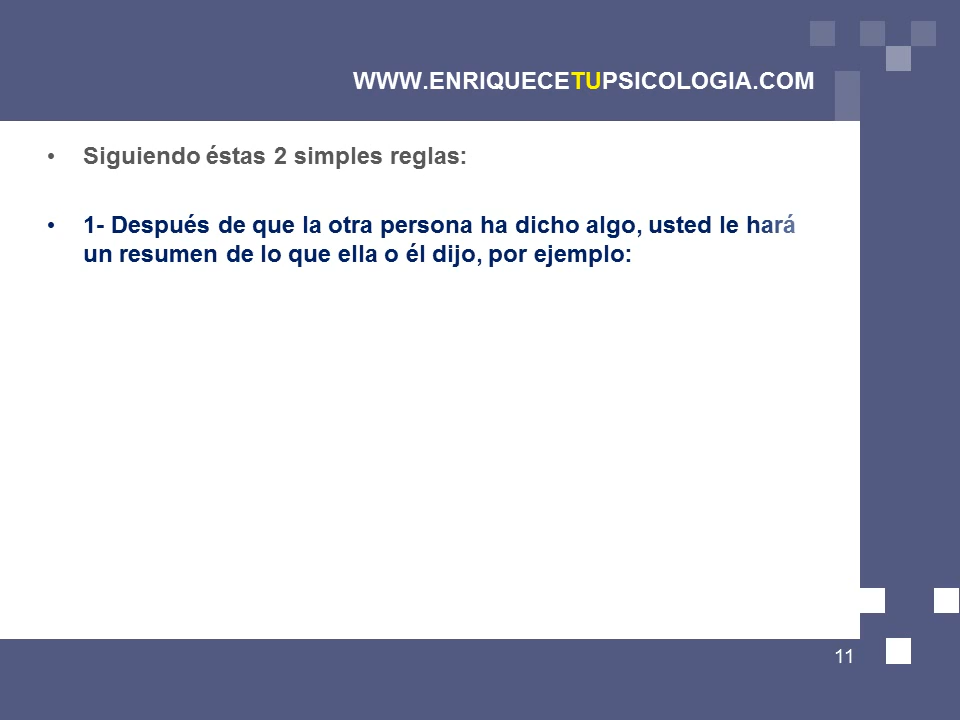 WWW.ENRIQUECETUPSICOLOGIA.COM
• Siguiendo éstas 2 simples reglas:
• 1- Después de que la otra persona ha dicho algo, usted le hará
un resumen de lo que ella o él dijo, por ejemplo:
11